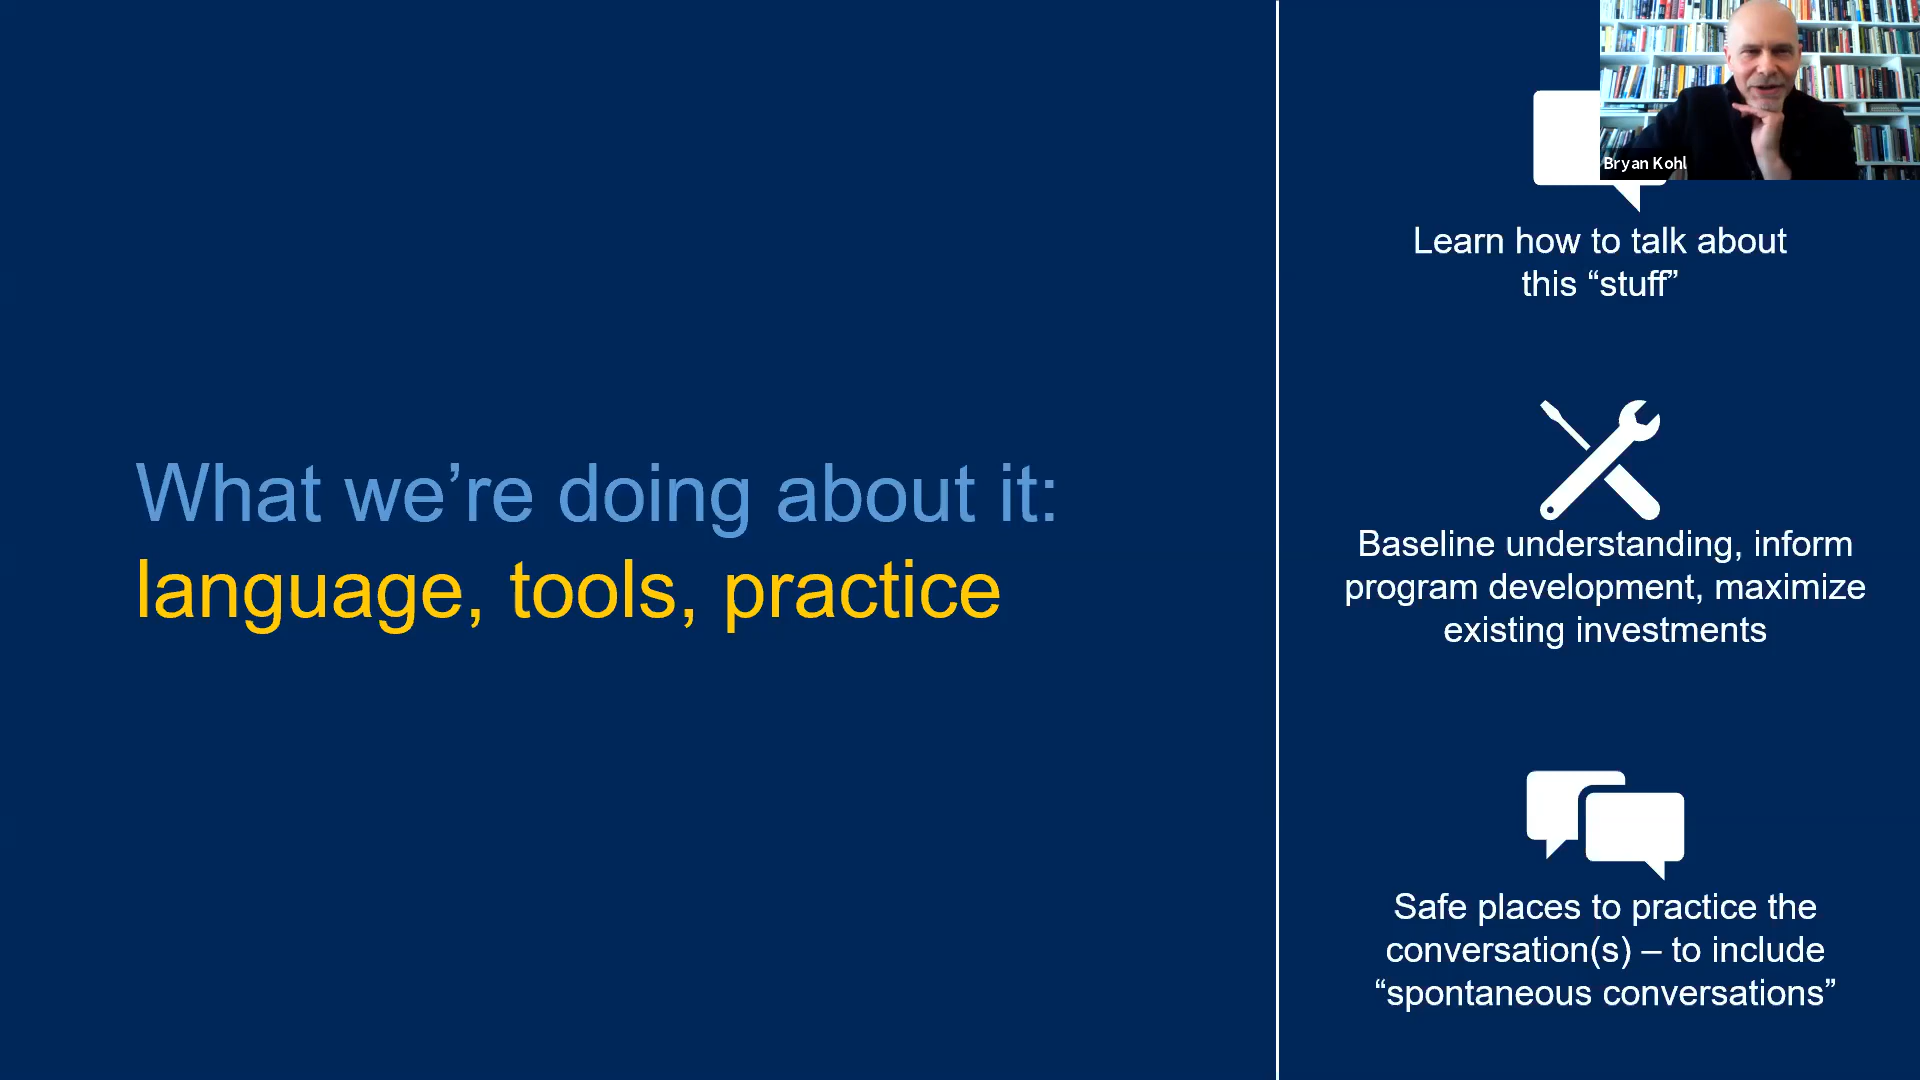 What we’re doing about it:
language, tools, practice
Bryan Kohl
Learn how to talk about
this “stuff”
Baseline understanding, inform
program development, maximize
existing investments
Safe places to practice the
conversation(s) – to include
“spontaneous conversations”